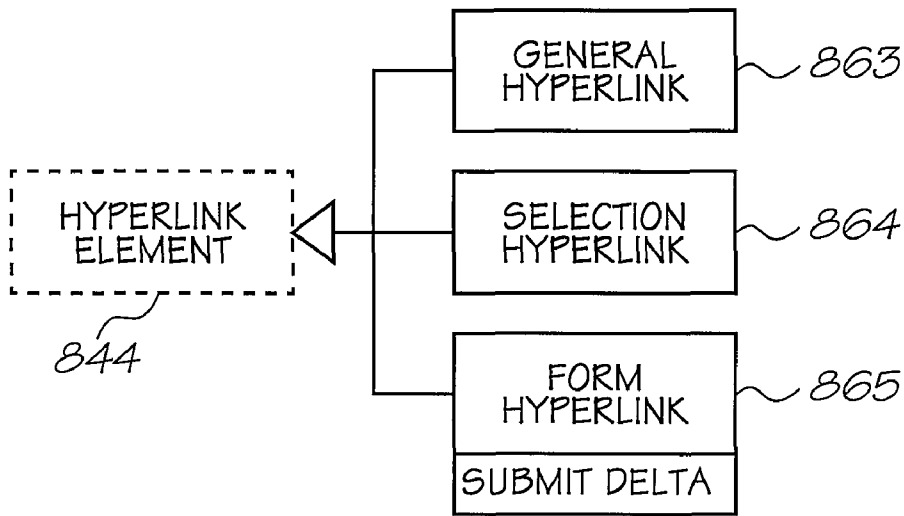 GENERAL
HYPERLINK
863
HYPERLINK
ELEMENT
844
SELECTION
HYPERLINK
864
FORM
HYPERLINK
865
SUBMIT DELTA